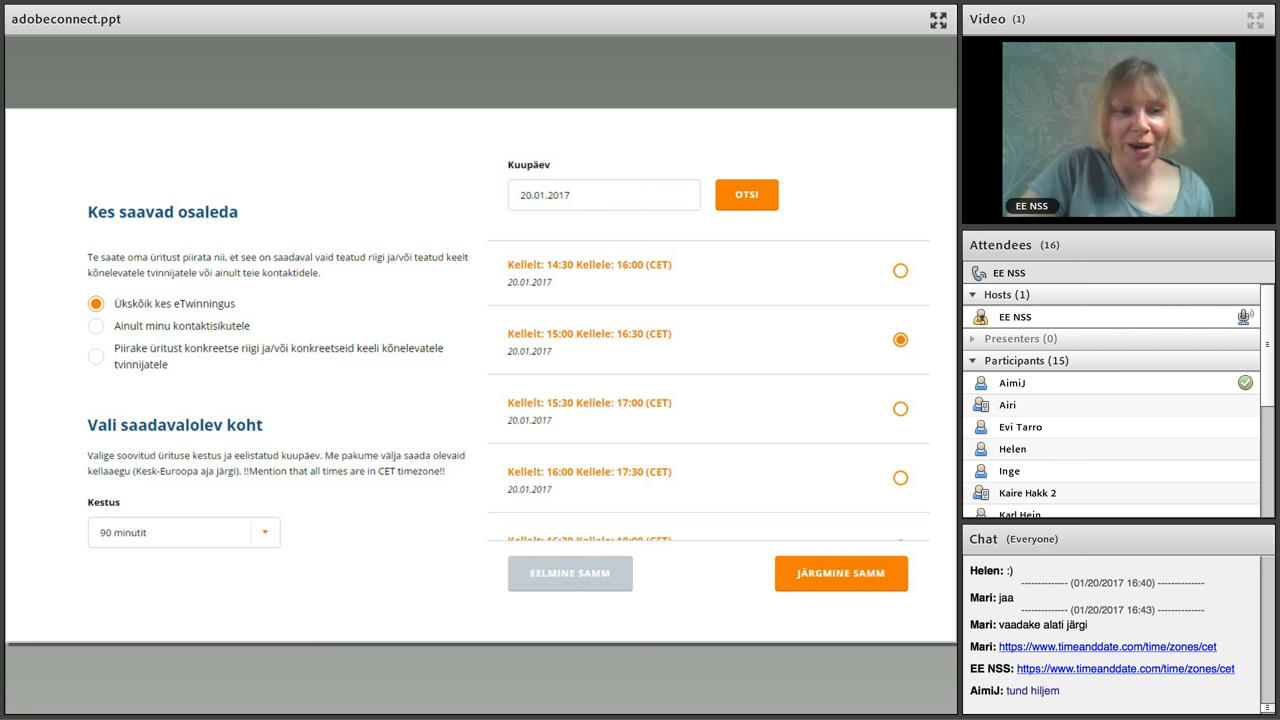 adobeconnect.ppt
Kuupäev
20.01.2017
OTSI
Kes saavad osaleda
Te saate oma üritust piirata nii, et see on saadaval vaid teatud riigi ja/või teatud keelt
kõnelevatele tvinnijatele või ainult teie kontaktidele.
Ükskõik kes eTwinningus
Ainult minu kontaktisikutele
Piirake üritust konkreetse riigi ja/või konkreetseid keeli kõnelevatele
tvinnijatele
Vali saadavalolev koht
Valige soovitud ürituse kestus ja eelistatud kuupäev. Me pakume välja saada olevaid
kellaaegu (Kesk-Euroopa aja järgi). !!Mention that all times are in CET timezone!!
Kestus
90 minutit
Kellelt: 14:30 Kellele: 16:00 (CET)
20.01.2017
Kellelt: 15:00 Kellele: 16:30 (CET)
20.01.2017
Kellelt: 15:30 Kellele: 17:00 (CET)
20.01.2017
Kellelt: 16:00 Kellele: 17:30 (CET)
20.01.2017
Kellelt: 16:30 Kellele: 18:00 (CET)
EELMINE SAMM
JÄRGMINE SAMM
Video (1)
EE NSS
Attendees (16)
EE NSS
Hosts (1)
EE NSS
Presenters (0)
Participants (15)
AimiJ
Airi
Evi Tarro
Helen
Inge
Kaire Hakk 2
Karl Hein
Chat (Everyone)
Helen: :)
-------------- (01/20/2017 16:40) --------------
Mari: jaa
-------------- (01/20/2017 16:43) --------------
Mari: vaadake alati järgi
Mari: https://www.timeanddate.com/time/zones/cet
EE NSS: https://www.timeanddate.com/time/zones/cet
AimiJ: tund hiljem